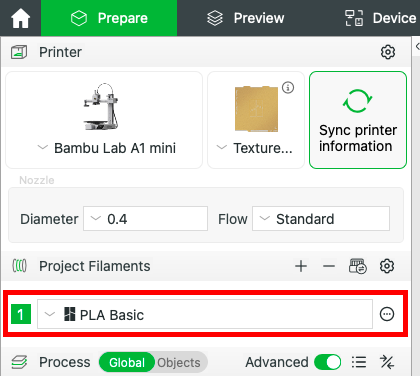 Prepare Preview Device
Printer
Bambu Lab A1 mini Texture... Sync printer
information
Nozzle
Diameter 0.4 Flow Standard
Project Filaments
1 PLA Basic
Process Global Objects Advanced